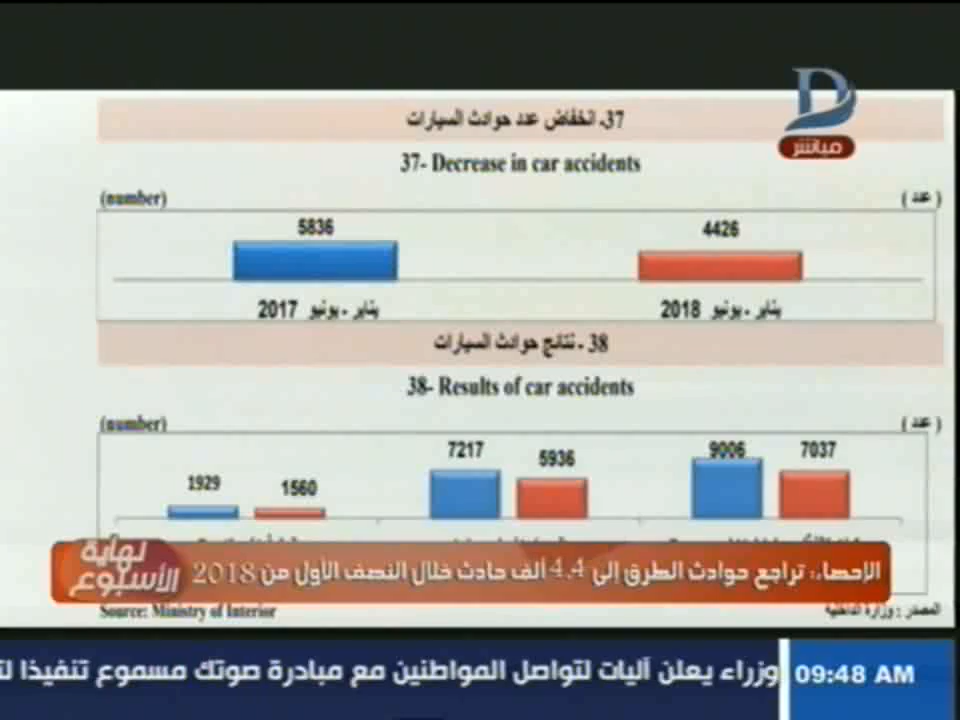 37- انخفاض عدد حوادث السيارات
مباشر
37- Decrease in car accidents
(number)
( عدد )
5836
4426
يناير - يونيو 2017
يناير - يونيو 2018
38 - نتائج حوادث السيارات
38- Results of car accidents
(number)
( عدد )
1929
1560
7217
5936
9006
7037
نهاية الأسبوع
الإحصاء: تراجع حوادث الطرق إلى 4.4 ألف حادث خلال النصف الأول من 2018
Source: Ministry of Interior
المصدر : وزارة الداخلية
وزراء يعلن آليات لتواصل المواطنين مع مبادرة صوتك مسموع تنفيذا
09:48 AM